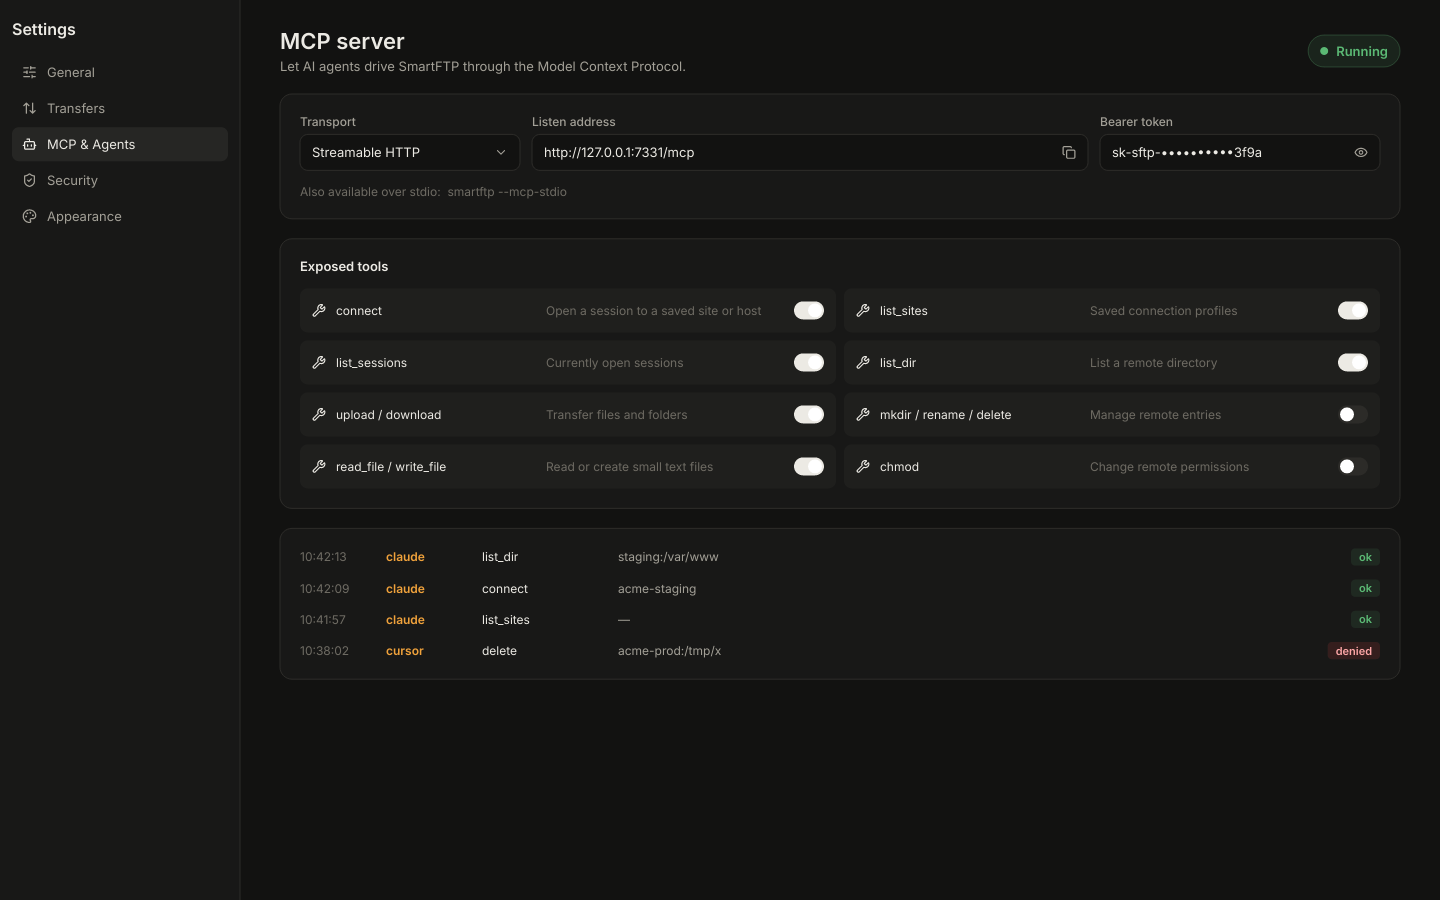 Settings
General
Transfers
MCP & Agents
Security
Appearance
MCP server
Let AI agents drive SmartFTP through the Model Context Protocol.
Running
Transport
Listen address
Bearer token
Streamable HTTP
http://127.0.0.1:7331/mcp
sk-sftp-••••••••••3f9a
Also available over stdio: smartftp --mcp-stdio
Exposed tools
connect Open a session to a saved site or host
list_sites Saved connection profiles
list_sessions Currently open sessions
list_dir List a remote directory
upload / download Transfer files and folders
mkdir / rename / delete Manage remote entries
read_file / write_file Read or create small text files
chmod Change remote permissions
10:42:13 claude list_dir staging:/var/www ok
10:42:09 claude connect acme-staging ok
10:41:57 claude list_sites — ok
10:38:02 cursor delete acme-prod:/tmp/x denied